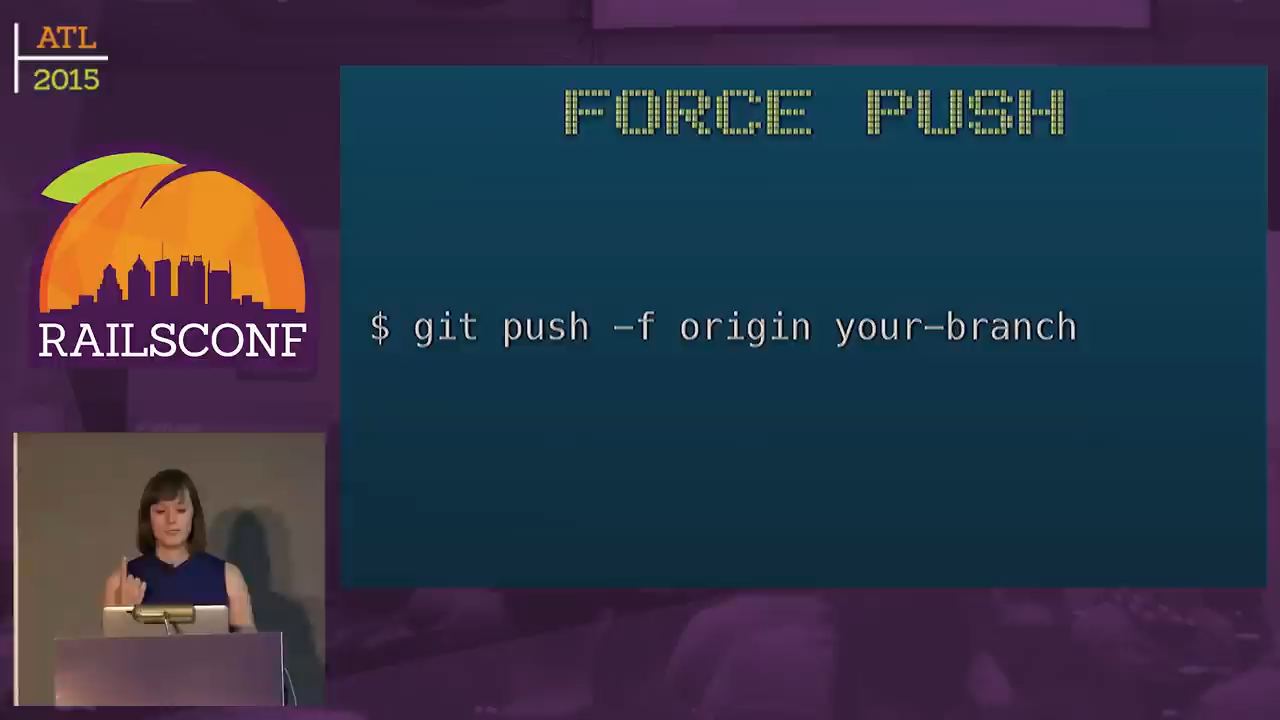 ATL
2015
RAILSCONF
FORCE PUSH
$ git push -f origin your-branch